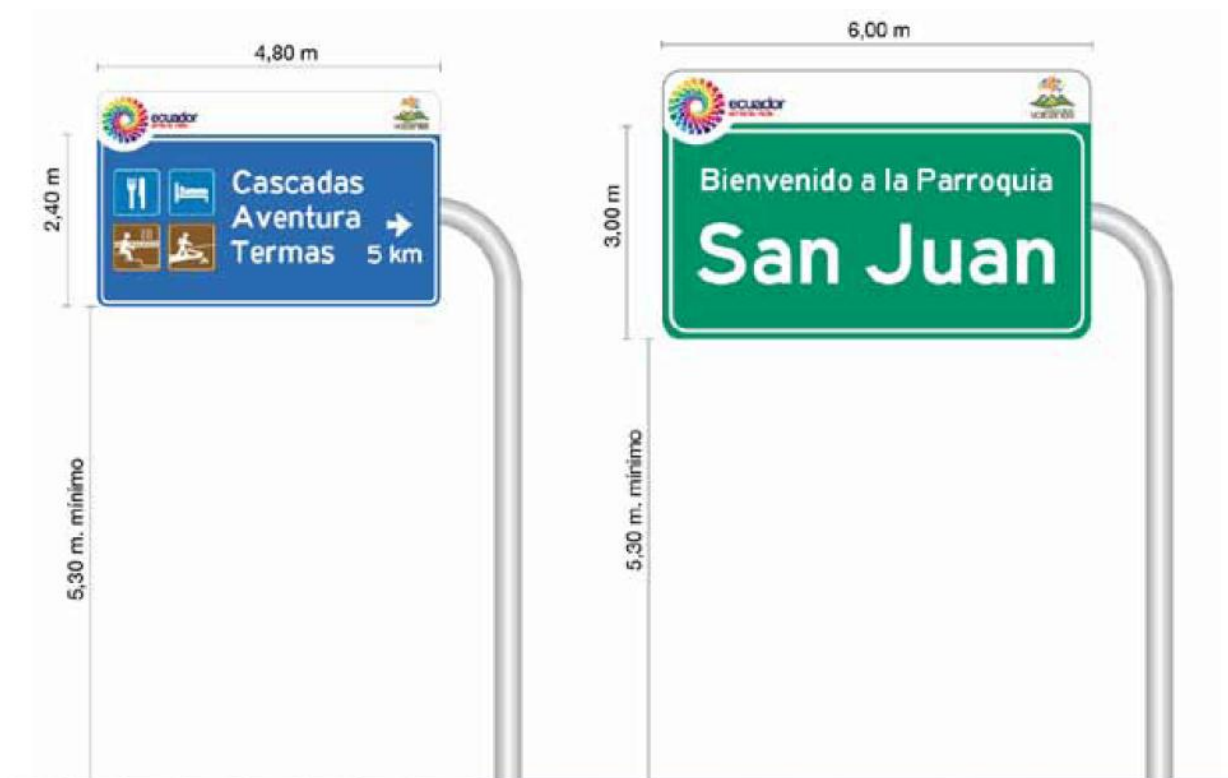 4,80 m
ecuador
2,40 m
Cascadas
Aventura
Termas 5 km
5,30 m. mínimo
6,00 m
ecuador
3,00 m
Bienvenido a la Parroquia
San Juan
5,30 m. mínimo